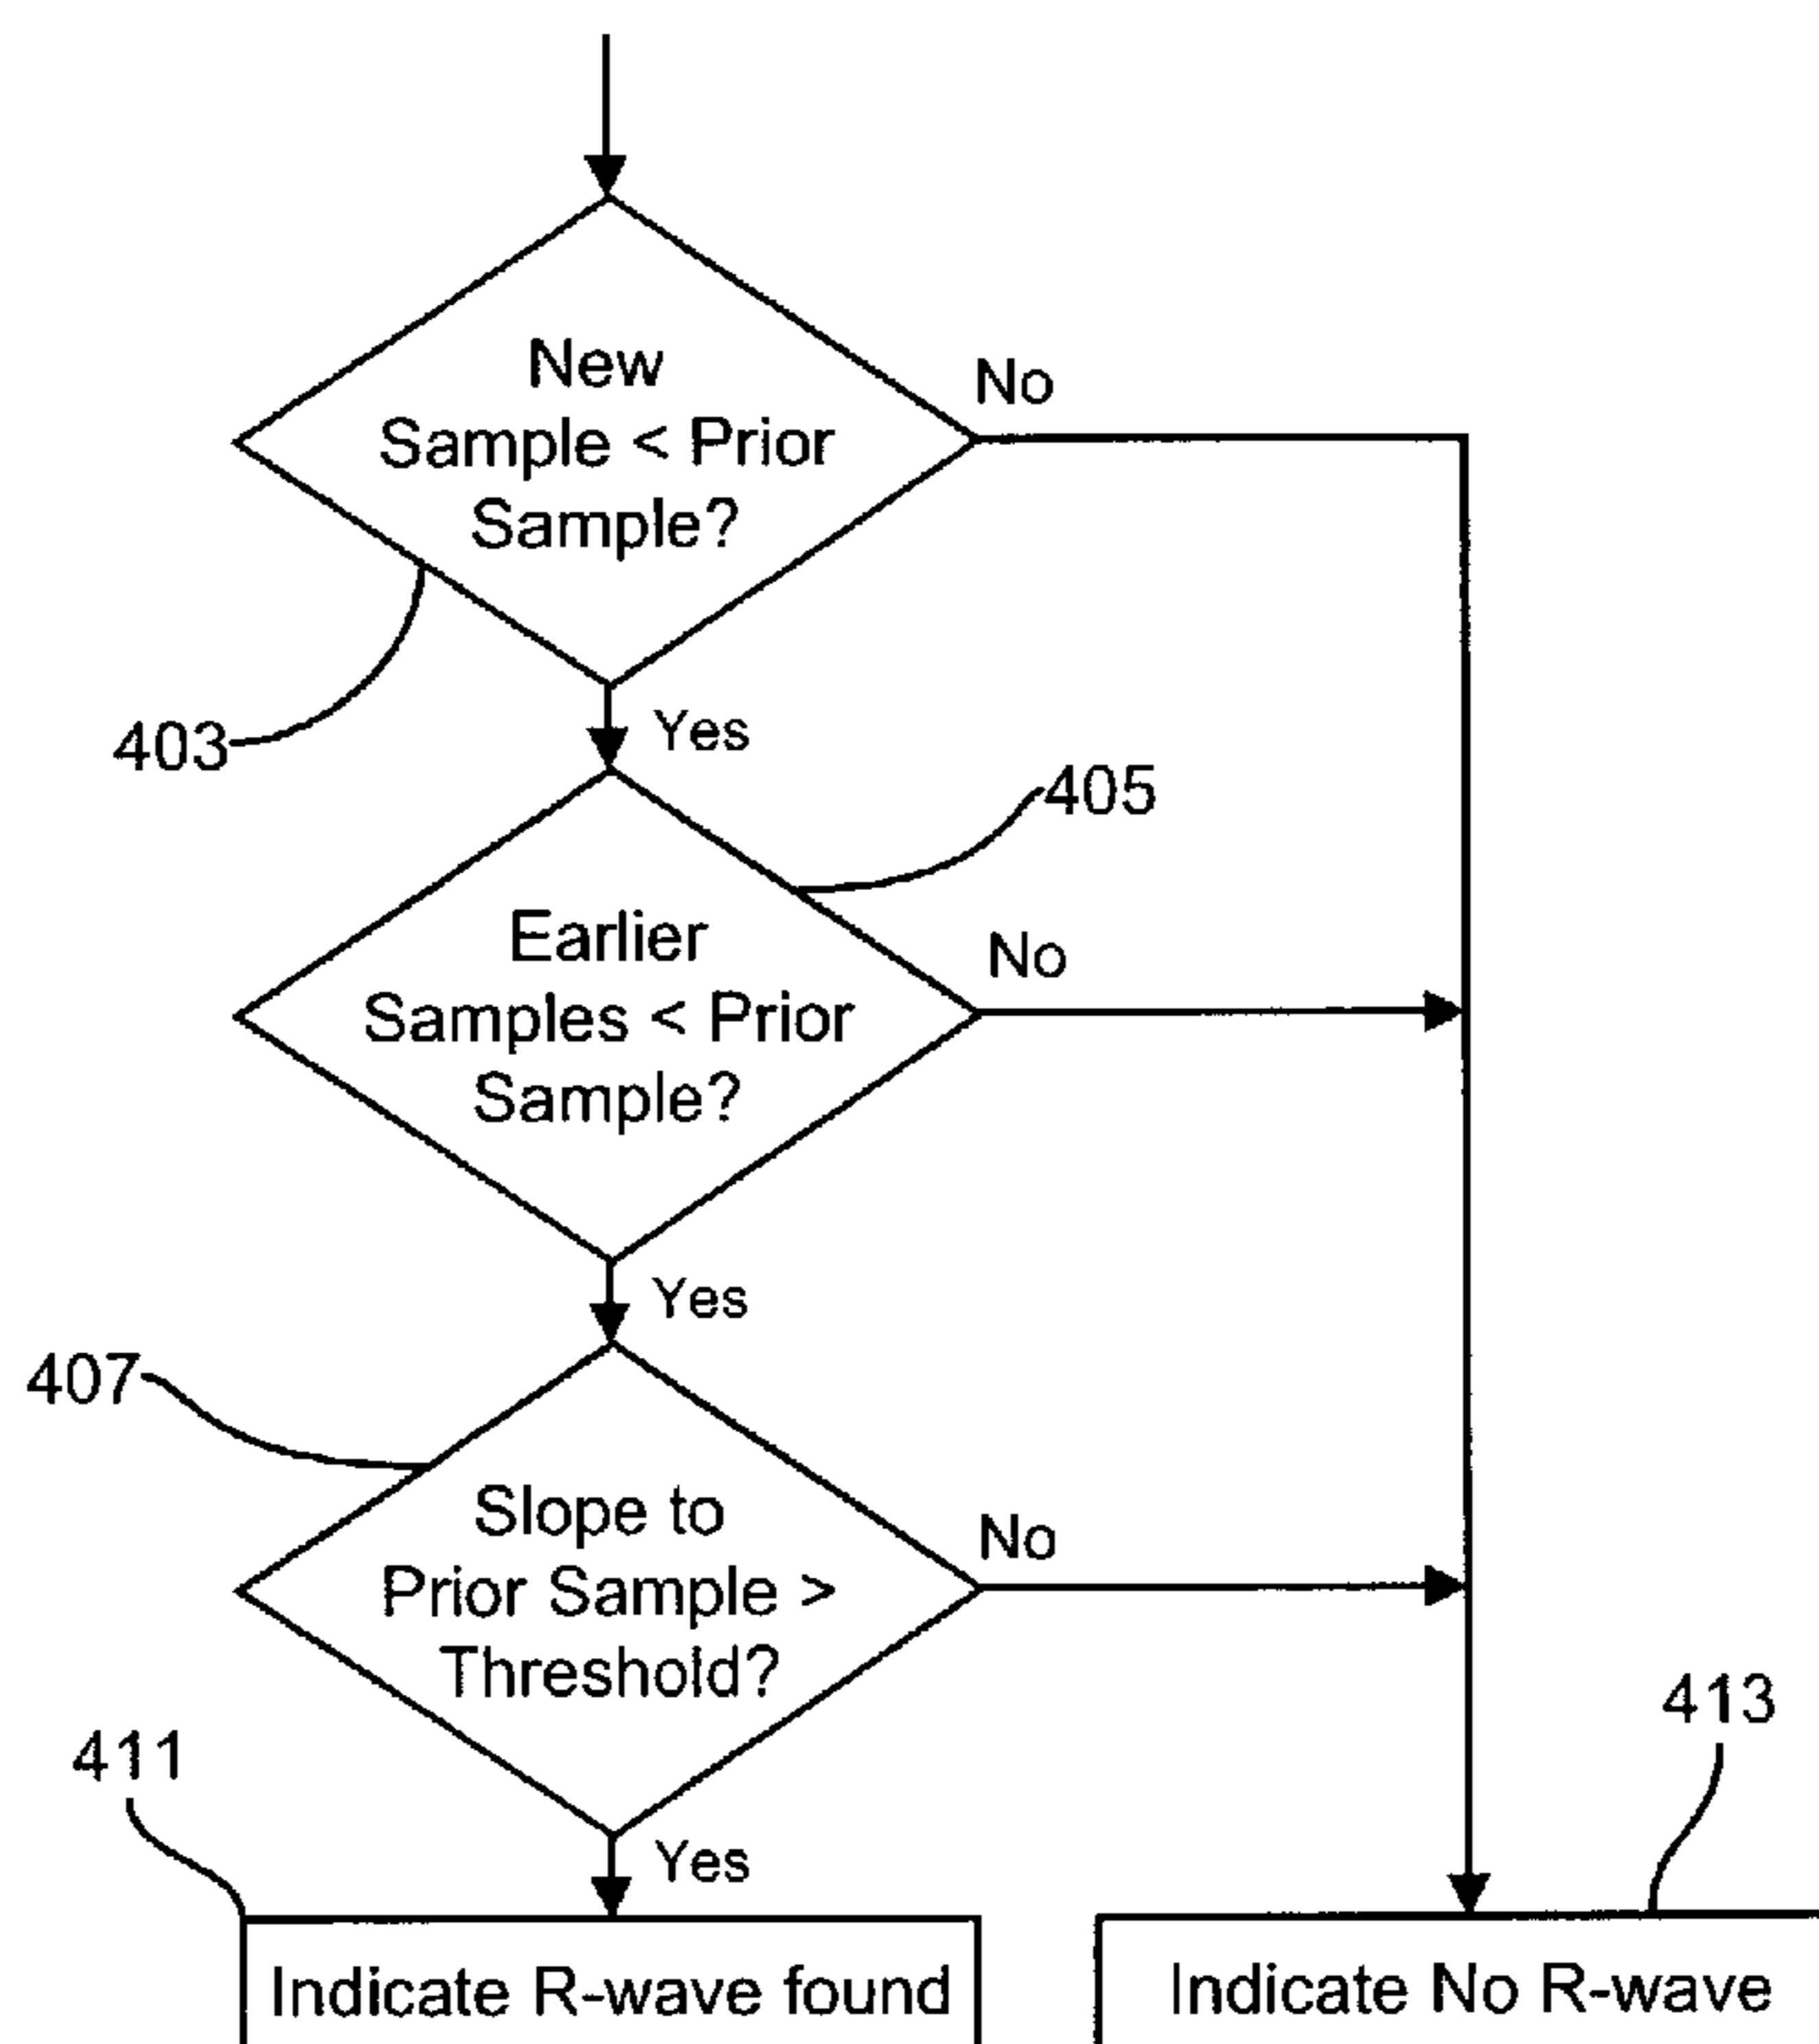 New
Sample < Prior
Sample?
No
403
Yes
405
Earlier
Samples < Prior
Sample?
No
Yes
407
Slope to
Prior Sample >
Threshold?
No
411
413
Yes
Indicate R-wave found
Indicate No R-wave